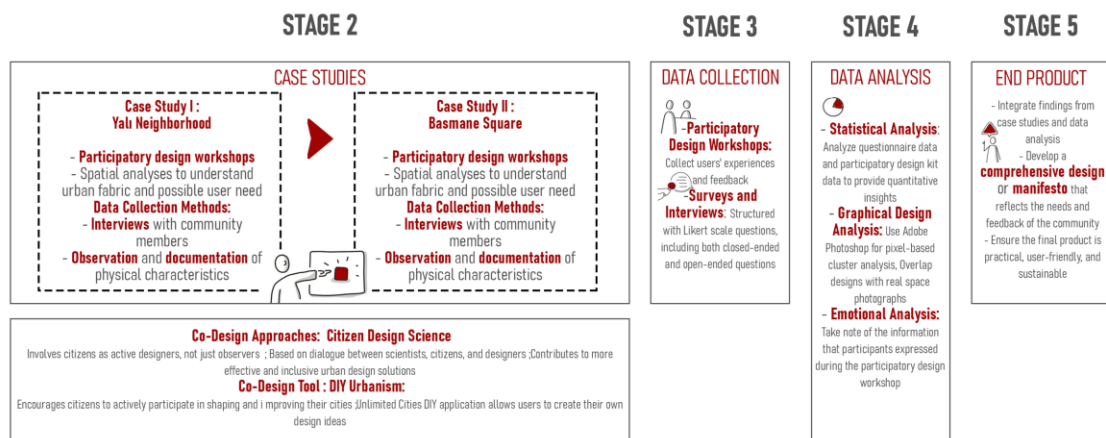 STAGE 2
CASE STUDIES
Case Study I :
Yalı Neighborhood
- Participatory design workshops
- Spatial analyses to understand
urban fabric and possible user need
Data Collection Methods:
- Interviews with community
members
- Observation and documentation of
physical characteristics
Case Study II :
Basmane Square
- Participatory design workshops
- Spatial analyses to understand
urban fabric and possible user need
Data Collection Methods:
- Interviews with community
members
- Observation and documentation of
physical characteristics
Co-Design Approaches: Citizen Design Science
Involves citizens as active designers, not just observers ; Based on dialogue between scientists, citizens, and designers ;Contributes to more
effective and inclusive urban design solutions
Co-Design Tool : DIY Urbanism:
Encourages citizens to actively participate in shaping and i mproving their cities ;Unlimited Cities DIY application allows users to create their own
design ideas
STAGE 3
DATA COLLECTION
-Participatory
Design Workshops:
Collect users' experiences
and feedback
-Surveys and
Interviews: Structured
with Likert scale questions,
including both closed-ended
and open-ended questions
STAGE 4
DATA ANALYSIS
- Statistical Analysis:
Analyze questionnaire data
and participatory design kit
data to provide quantitative
insights
- Graphical Design
Analysis: Use Adobe
Photoshop for pixel-based
cluster analysis, Overlap
designs with real space
photographs
- Emotional Analysis:
Take note of the information
that participants expressed
during the participatory design
workshop
STAGE 5
END PRODUCT
- Integrate findings from
case studies and data
analysis
- Develop a
comprehensive design
or manifesto that
reflects the needs and
feedback of the community
- Ensure the final product is
practical, user-friendly, and
sustainable